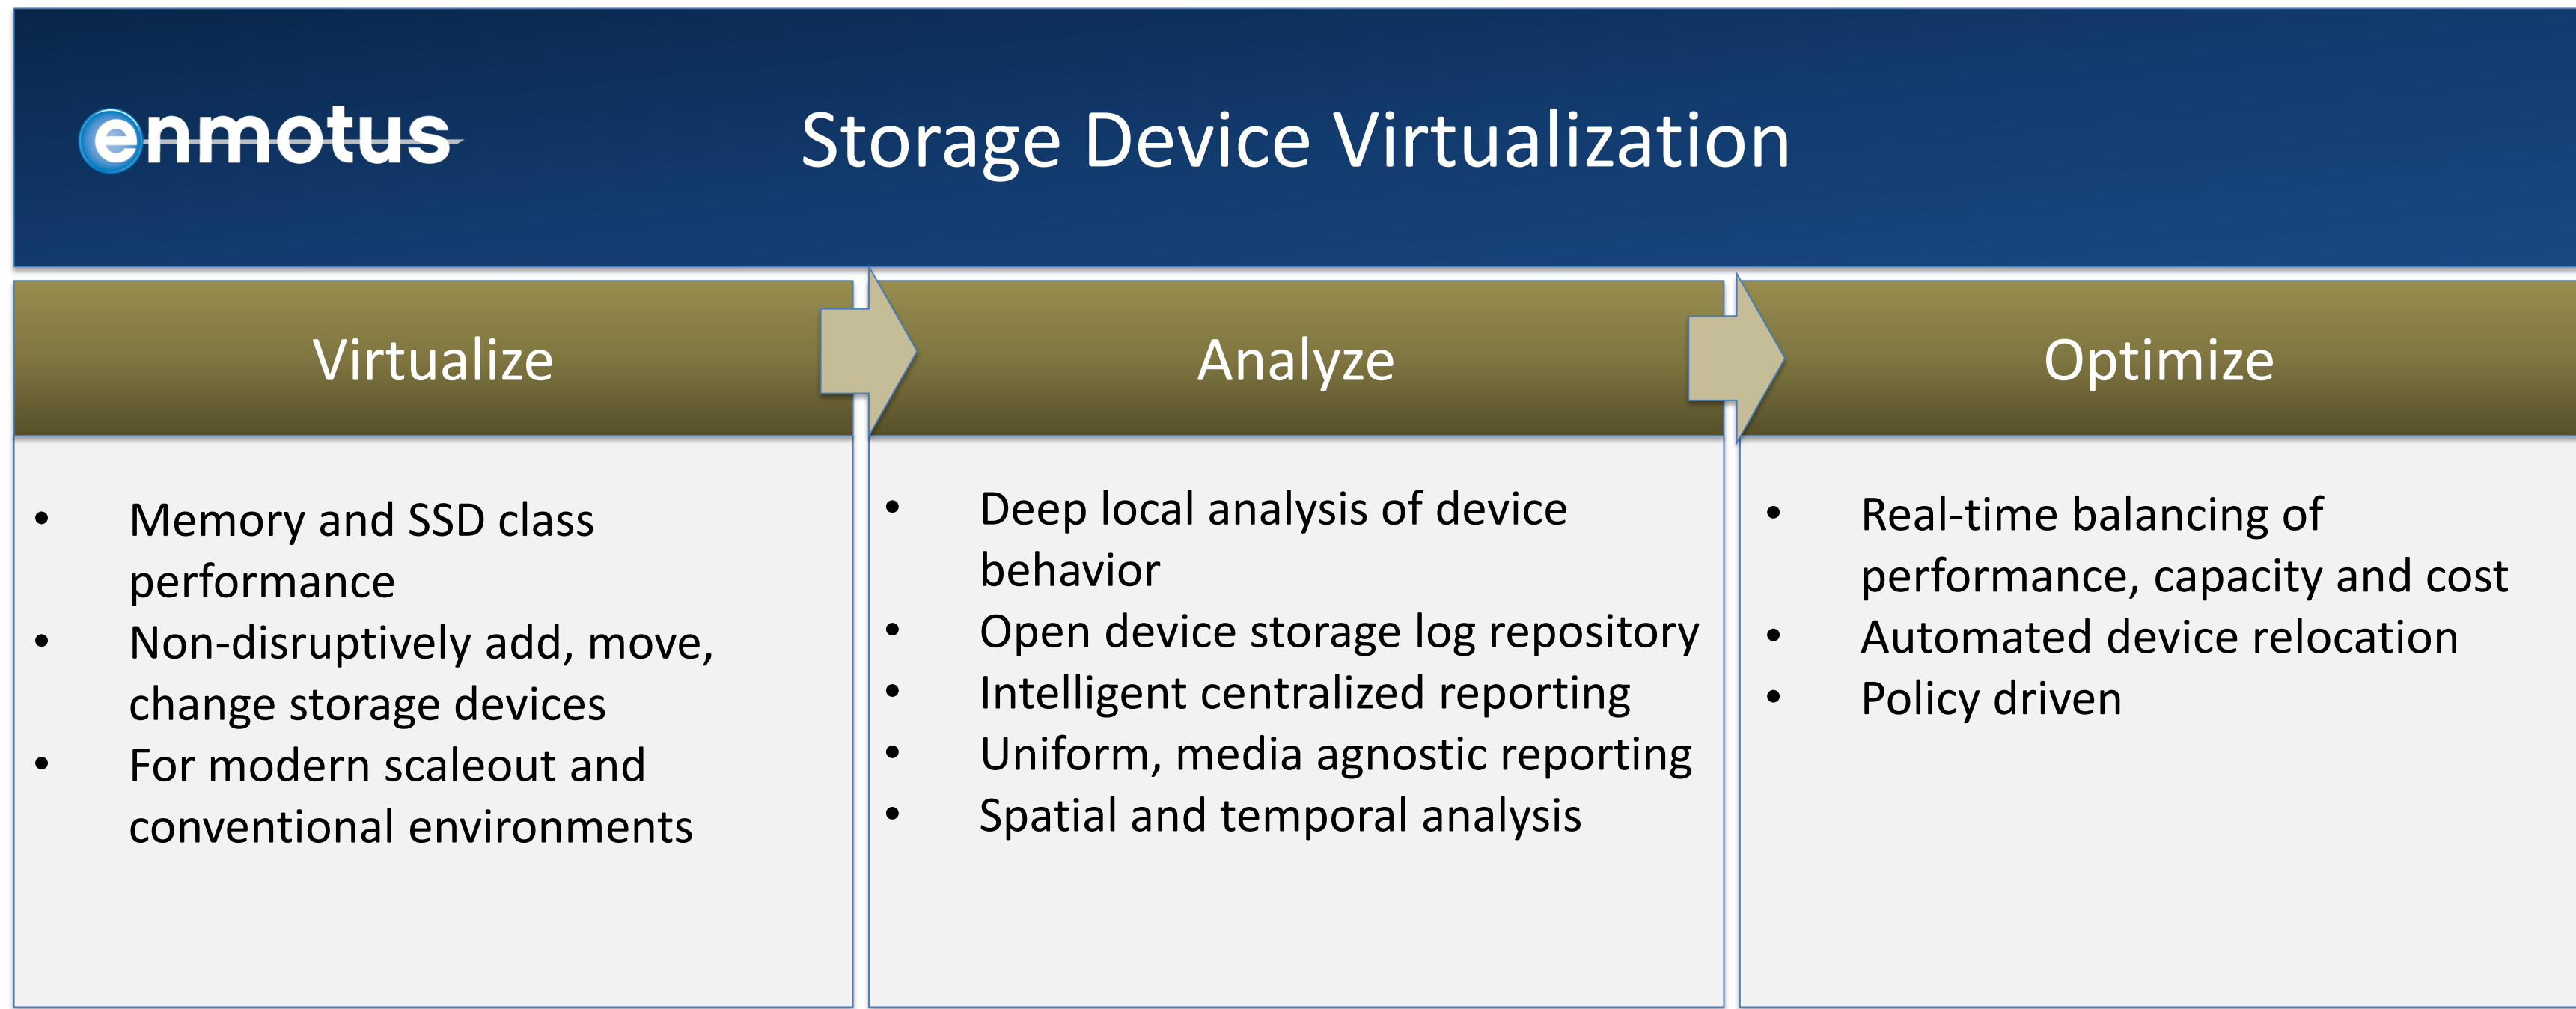 enmotus
Storage Device Virtualization
Virtualize
• Memory and SSD class
performance
• Non-disruptively add, move,
change storage devices
• For modern scaleout and
conventional environments
Analyze
• Deep local analysis of device
behavior
• Open device storage log repository
• Intelligent centralized reporting
• Uniform, media agnostic reporting
• Spatial and temporal analysis
Optimize
• Real-time balancing of
performance, capacity and cost
• Automated device relocation
• Policy driven